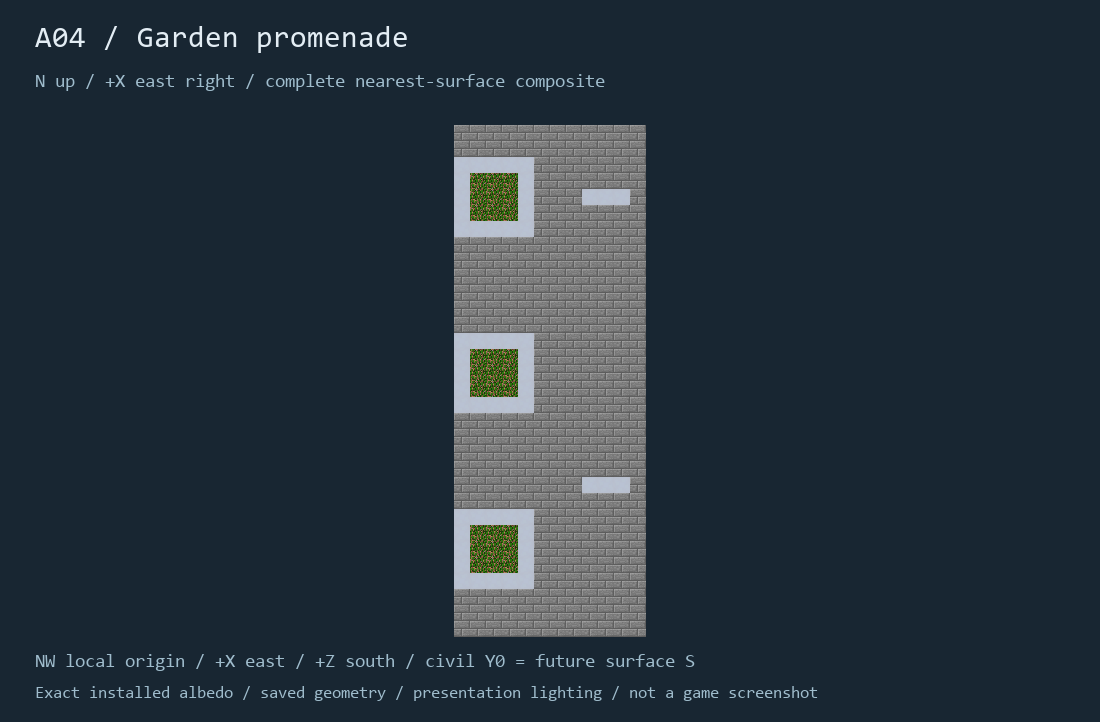 A04 / Garden promenade
N up / +X east right / complete nearest-surface composite
NW local origin / +X east / +Z south / civil Y0 = future surface S
Exact installed albedo / saved geometry / presentation lighting / not a game screenshot